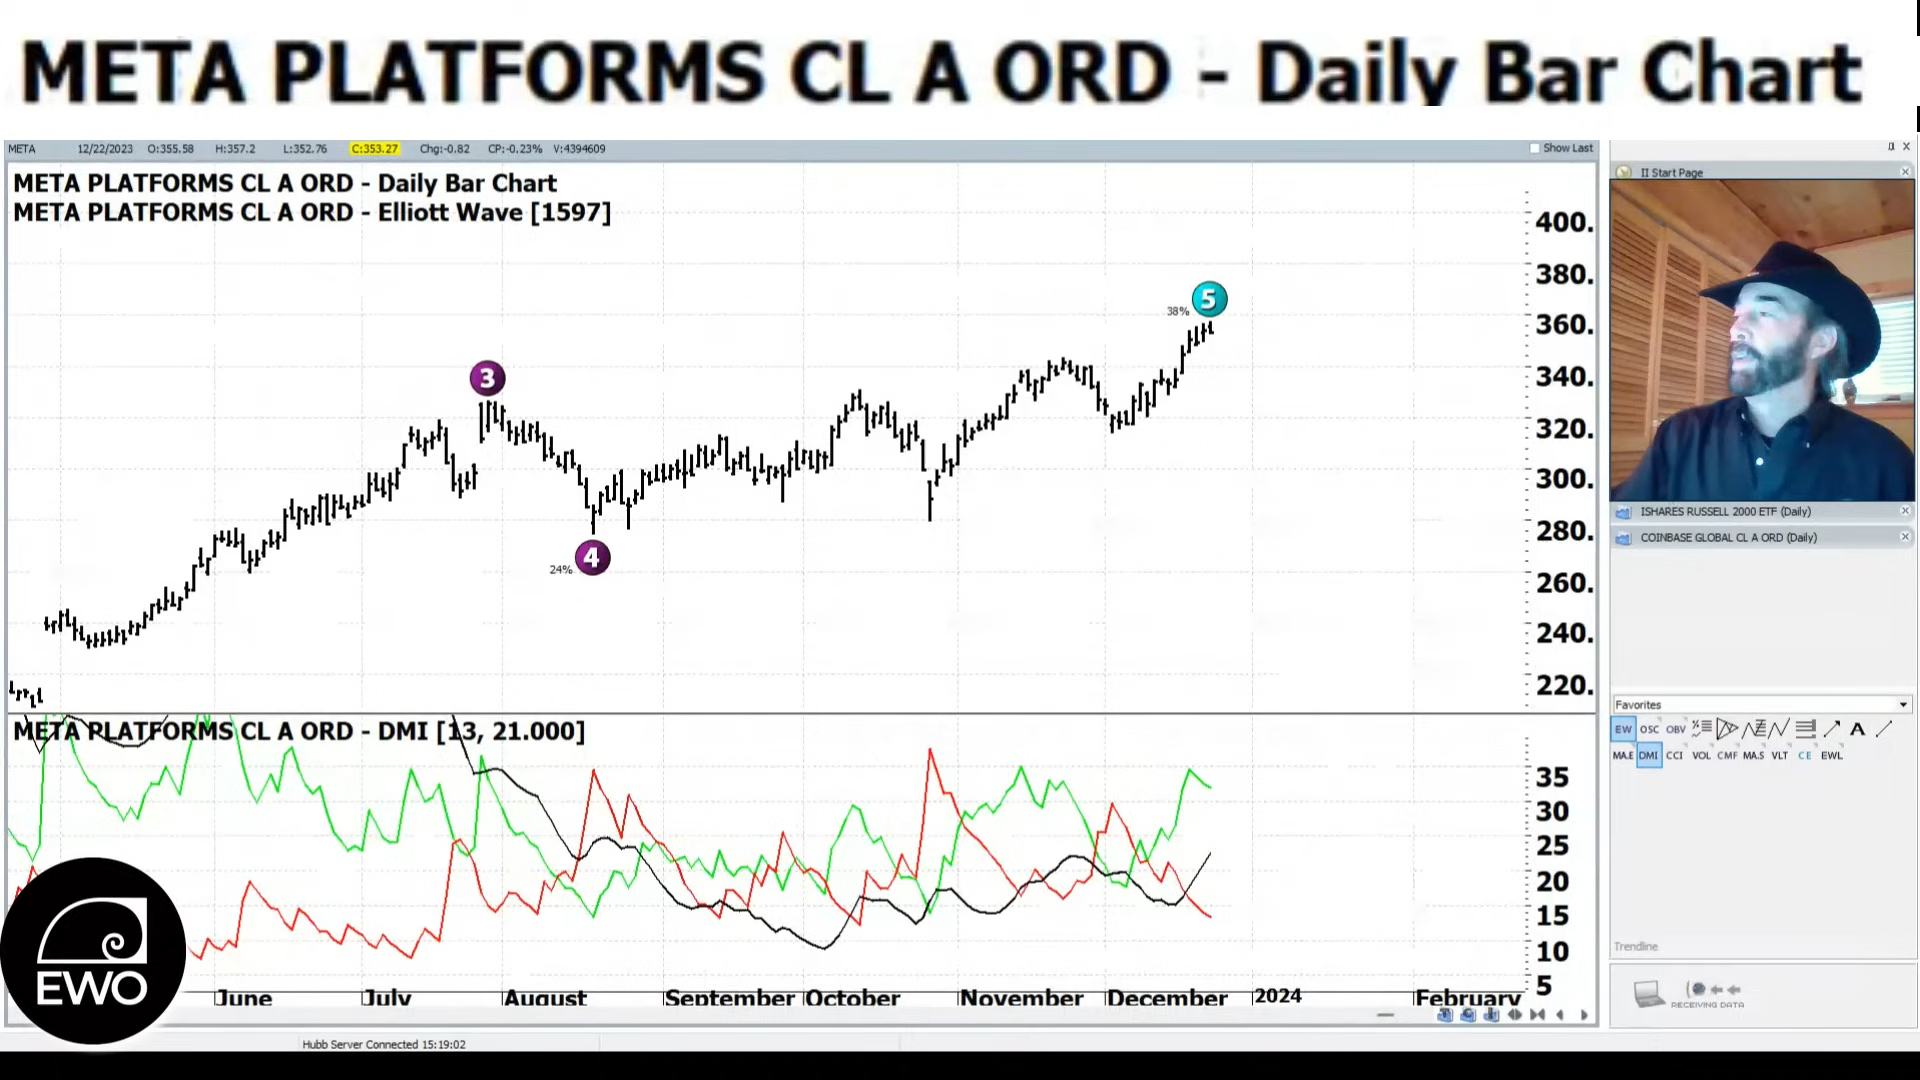 META PLATFORMS CL A ORD - Daily Bar Chart
META 12/22/2023 O:355.58 H:357.2 L:352.76 C:353.27 Chg:-0.82 CP:-0.23% V:4394609 Show Last
II Start Page
META PLATFORMS CL A ORD - Daily Bar Chart
META PLATFORMS CL A ORD - Elliott Wave [1597]
400.
380.
360.
340.
320.
300.
280.
260.
240.
220.
5
38%
3
4
24%
ISHARES RUSSELL 2000 ETF (Daily)
COINBASE GLOBAL CL A ORD (Daily)
Favorites
EW OSC OBV A
MA.E DMI CCI VOL CMF MA.S VLT CE EWL
META PLATFORMS CL A ORD - DMI [13, 21.000]
35
30
25
20
15
10
5
Trendline
RECEIVING DATA
EWO
June July August September October November December 2024 February
Hubb Server Connected 15:19:02